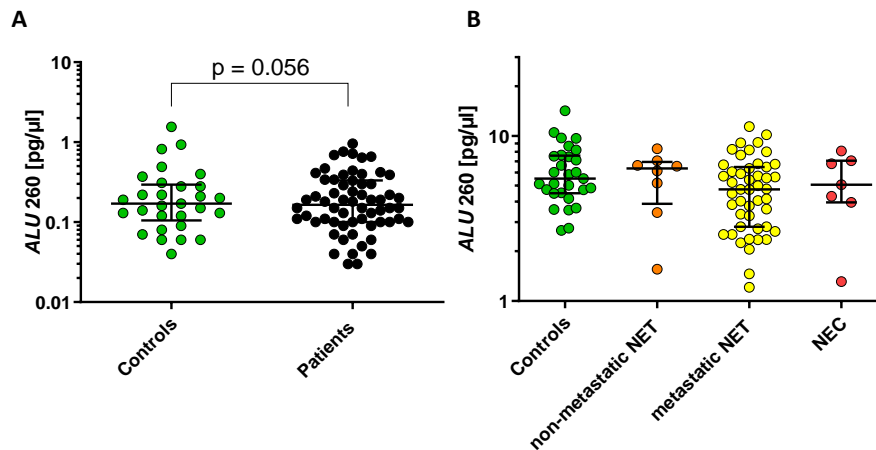 A
ALU 260 [pg/µl]
10
1
0.1
0.01
p = 0.056
Controls
Patients
B
ALU 260 [pg/µl]
10
1
Controls
non-metastatic NET
metastatic NET
NEC